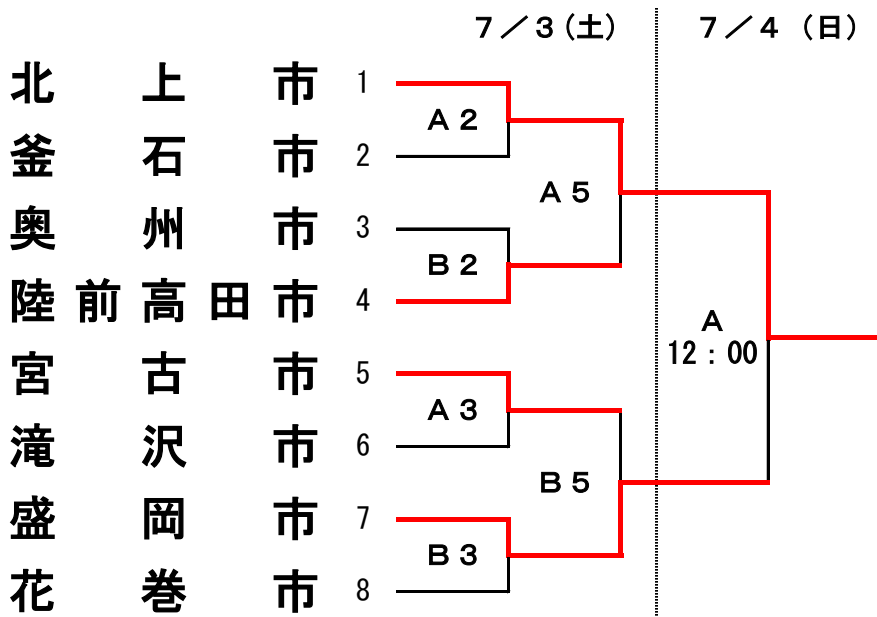 ７／３（土） ７／４（日）
北上市 1
Ａ２
釜石市 2
Ａ５
奥州市 3
Ｂ２
陸前高田市 4
Ａ
12：00
宮古市 5
Ａ３
滝沢市 6
Ｂ５
盛岡市 7
Ｂ３
花巻市 8